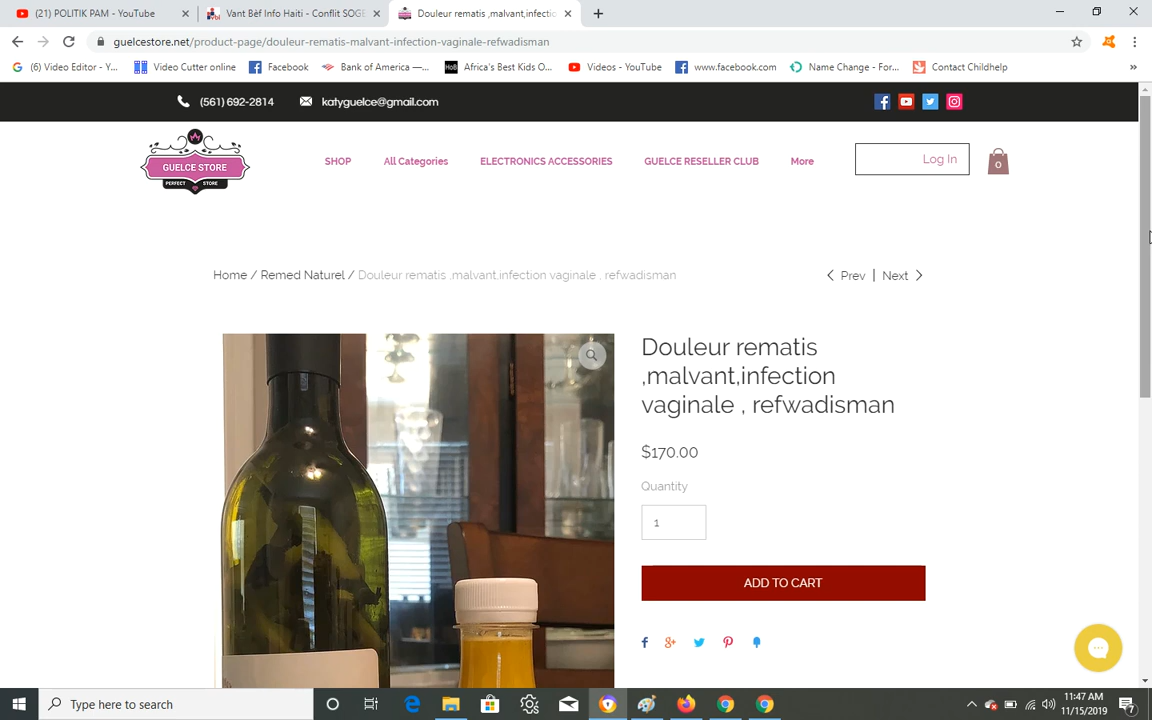 (21) POLITIK PAM - YouTube
Vant Bèf Info Haiti - Conflit SOGE
Douleur rematis ,malvant,infectio
guelcestore.net/product-page/douleur-rematis-malvant-infection-vaginale-refwadisman
(6) Video Editor - Y...
Video Cutter online
Facebook
Bank of America —...
Africa's Best Kids O...
Videos - YouTube
www.facebook.com
Name Change - For...
Contact Childhelp
(561) 692-2814
katyguelce@gmail.com
GUELCE STORE
PERFECT STORE
SHOP
All Categories
ELECTRONICS ACCESSORIES
GUELCE RESELLER CLUB
More
Log In
0
Home / Remed Naturel / Douleur rematis ,malvant,infection vaginale , refwadisman
Prev | Next
Douleur rematis
,malvant,infection
vaginale , refwadisman
$170.00
Quantity
1
ADD TO CART
Type here to search
11:47 AM
11/15/2019
7